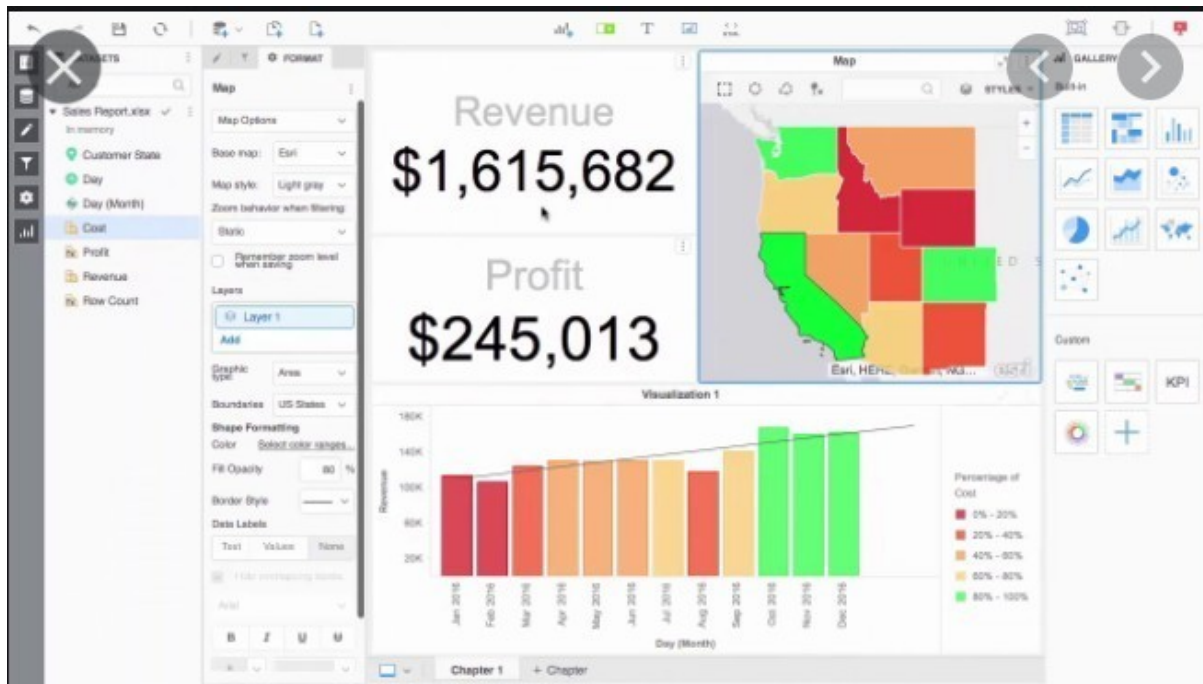 T
FORMAT
Map
GALLERY
Sales Report.xlsx
In memory
Customer State
Day
Day (Month)
Cost
Profit
Revenue
Row Count
Map
Map Options
Base map: Esri
Map style: Light gray
Zoom behavior when filtering:
Static
Remember zoom level
when saving
Layers
Layer 1
Add
Graphic type: Area
Boundaries US States
Shape Formatting
Color Select color ranges...
Fill Opacity 80 %
Border Style
Data Labels
Text Values None
Hide overlapping labels
Arial
B I U
Revenue
$1,615,682
Profit
$245,013
STYLES
Esri, HERE,
Visualization 1
Revenue
180K
140K
100K
60K
20K
Jan 2016
Feb 2016
Mar 2016
Apr 2016
May 2016
Jun 2016
Jul 2016
Aug 2016
Sep 2016
Oct 2016
Nov 2016
Dec 2016
Day (Month)
Percentage of
Cost
0% - 20%
20% - 40%
40% - 60%
60% - 80%
80% - 100%
Chapter 1 + Chapter
Built-in
Custom
KPI